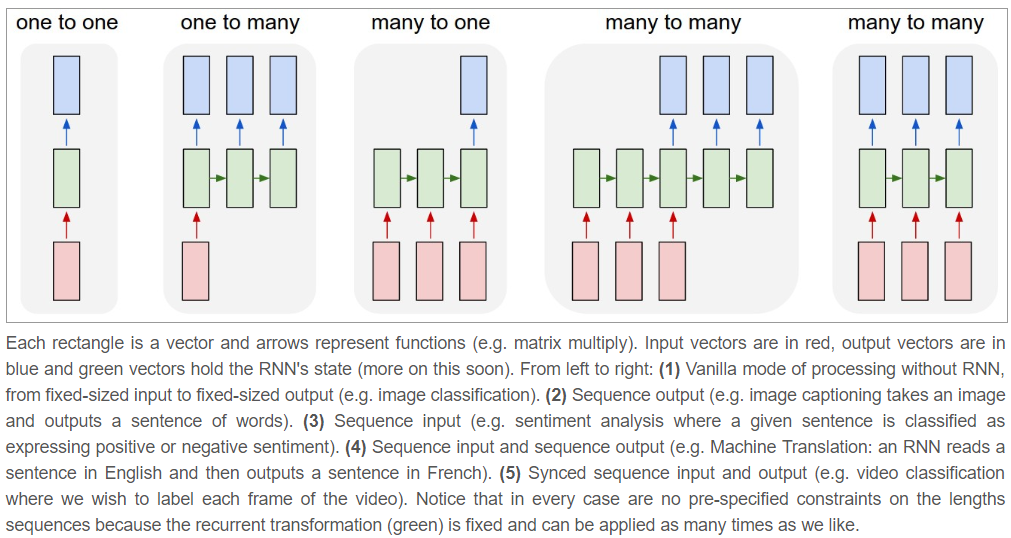 one to one one to many many to one many to many many to many
Each rectangle is a vector and arrows represent functions (e.g. matrix multiply). Input vectors are in red, output vectors are in
blue and green vectors hold the RNN's state (more on this soon). From left to right: (1) Vanilla mode of processing without RNN,
from fixed-sized input to fixed-sized output (e.g. image classification). (2) Sequence output (e.g. image captioning takes an image
and outputs a sentence of words). (3) Sequence input (e.g. sentiment analysis where a given sentence is classified as
expressing positive or negative sentiment). (4) Sequence input and sequence output (e.g. Machine Translation: an RNN reads a
sentence in English and then outputs a sentence in French). (5) Synced sequence input and output (e.g. video classification
where we wish to label each frame of the video). Notice that in every case are no pre-specified constraints on the lengths
sequences because the recurrent transformation (green) is fixed and can be applied as many times as we like.